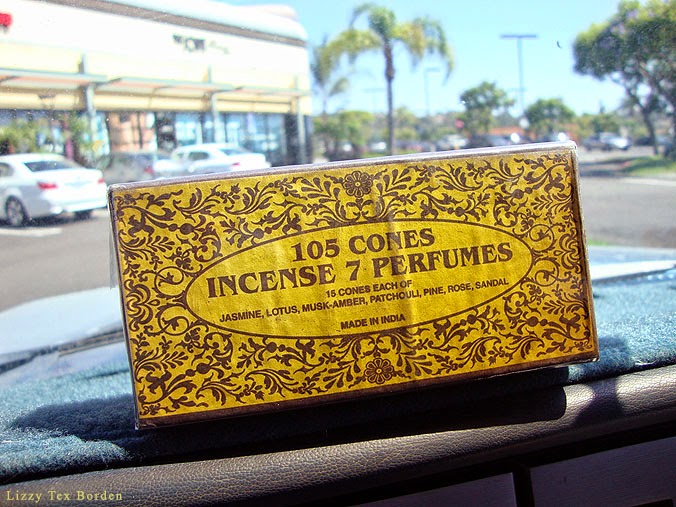 105 CONES
INCENSE 7 PERFUMES
15 CONES EACH OF
JASMINE, LOTUS, MUSK-AMBER, PATCHOULI, PINE, ROSE, SANDAL
MADE IN INDIA
Lizzy Tex Borden